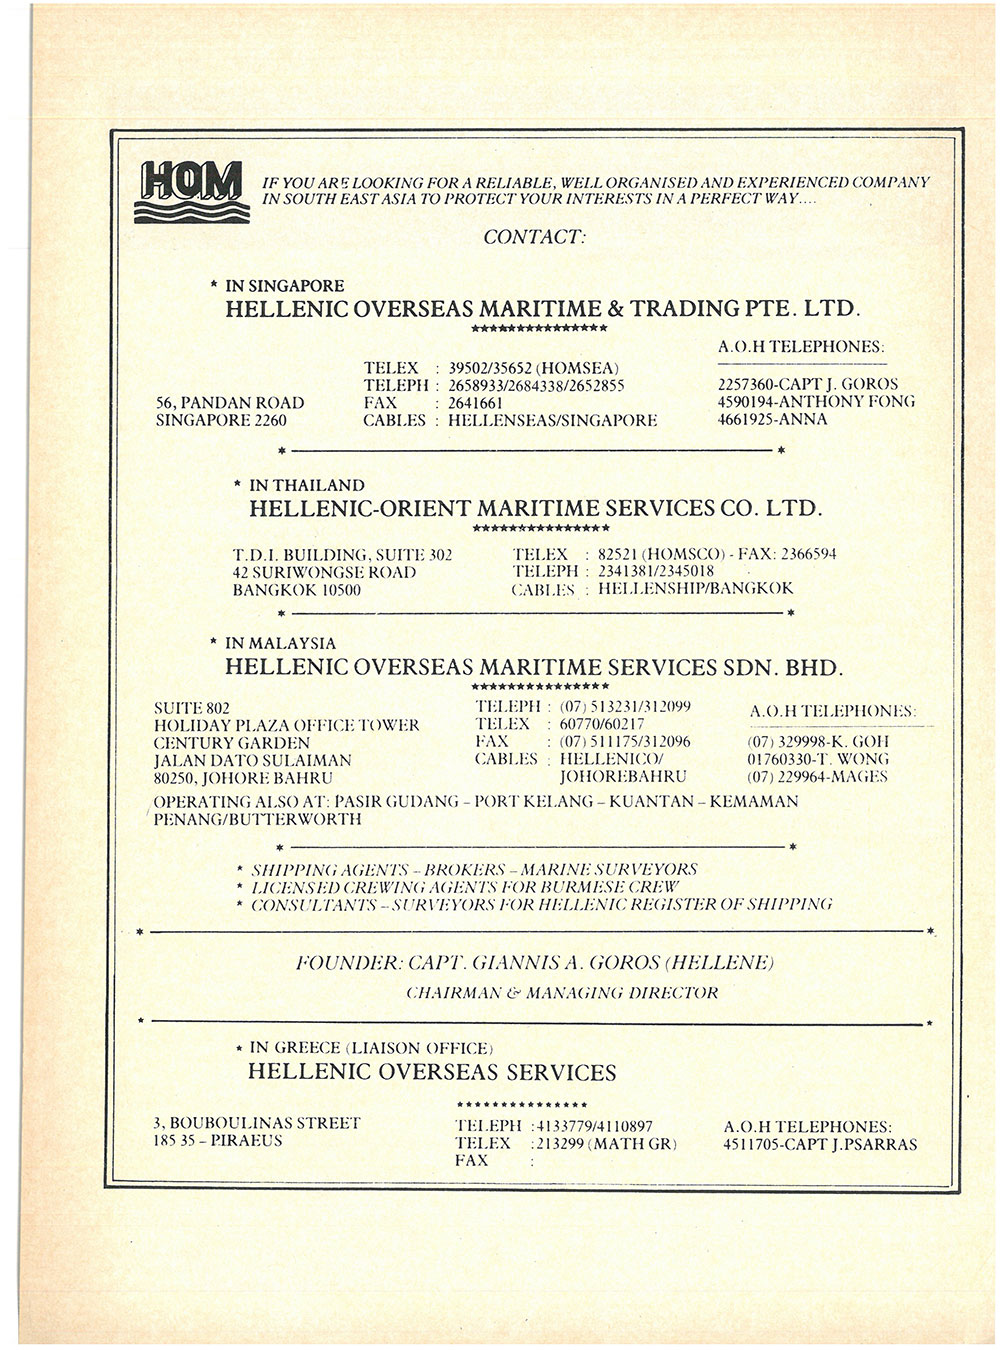 HOM
IF YOU ARE LOOKING FOR A RELIABLE, WELL ORGANISED AND EXPERIENCED COMPANY
IN SOUTH EAST ASIA TO PROTECT YOUR INTERESTS IN A PERFECT WAY....
CONTACT:
* IN SINGAPORE
HELLENIC OVERSEAS MARITIME & TRADING PTE. LTD.
***************
A.O.H TELEPHONES:
TELEX : 39502/35652 (HOMSEA)
TELEPH : 2658933/2684338/2652855
2257360-CAPT J. GOROS
56, PANDAN ROAD
FAX : 2641661
4590194-ANTHONY FONG
SINGAPORE 2260
CABLES : HELLENSEAS/SINGAPORE
4661925-ANNA
* IN THAILAND
HELLENIC-ORIENT MARITIME SERVICES CO. LTD.
***************
T.D.I. BUILDING, SUITE 302
42 SURIWONGSE ROAD
BANGKOK 10500
TELEX : 82521 (HOMSCO) - FAX: 2366594
TELEPH : 2341381/2345018
CABLES : HELLENSHIP/BANGKOK
* IN MALAYSIA
HELLENIC OVERSEAS MARITIME SERVICES SDN. BHD.
***************
SUITE 802
HOLIDAY PLAZA OFFICE TOWER
CENTURY GARDEN
JALAN DATO SULAIMAN
80250, JOHORE BAHRU
TELEPH : (07) 513231/312099
TELEX : 60770/60217
FAX : (07) 511175/312096
CABLES : HELLENICO/
JOHOREBAHRU
A.O.H TELEPHONES:
(07) 329998-K. GOH
01760330-T. WONG
(07) 229964-MAGES
OPERATING ALSO AT: PASIR GUDANG – PORT KELANG – KUANTAN – KEMAMAN
PENANG/BUTTERWORTH
* SHIPPING AGENTS – BROKERS – MARINE SURVEYORS
* LICENSED CREWING AGENTS FOR BURMESE CREW
* CONSULTANTS – SURVEYORS FOR HELLENIC REGISTER OF SHIPPING
FOUNDER: CAPT. GIANNIS A. GOROS (HELLENE)
CHAIRMAN & MANAGING DIRECTOR
* IN GREECE (LIAISON OFFICE)
HELLENIC OVERSEAS SERVICES
***************
3, BOUBOULINAS STREET
185 35 – PIRAEUS
TELEPH :4133779/4110897
TELEX :213299 (MATH GR)
FAX :
A.O.H TELEPHONES:
4511705-CAPT J.PSARRAS